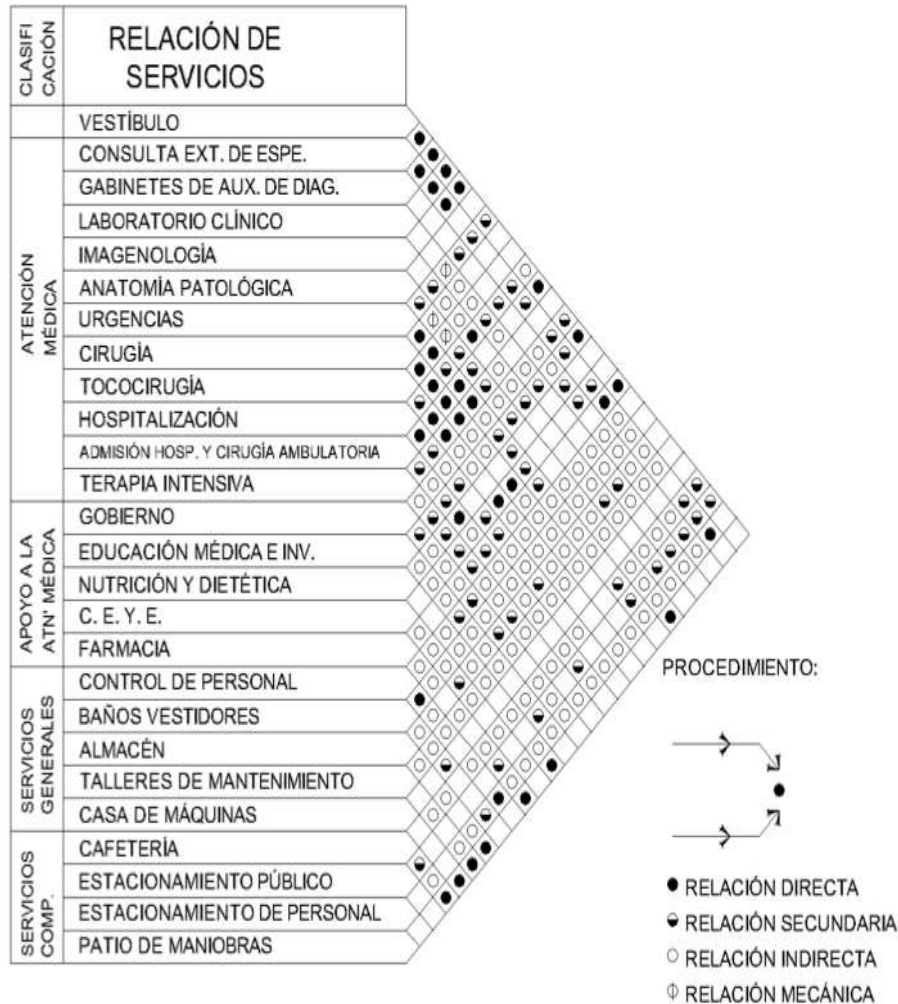 CLASIFI
CACIÓN
RELACIÓN DE
SERVICIOS
VESTÍBULO
ATENCIÓN
MÉDICA
CONSULTA EXT. DE ESPE.
GABINETES DE AUX. DE DIAG.
LABORATORIO CLÍNICO
IMAGENOLOGÍA
ANATOMÍA PATOLÓGICA
URGENCIAS
CIRUGÍA
TOCOCIRUGÍA
HOSPITALIZACIÓN
ADMISIÓN HOSP. Y CIRUGÍA AMBULATORIA
TERAPIA INTENSIVA
APOYO A LA
ATN' MÉDICA
GOBIERNO
EDUCACIÓN MÉDICA E INV.
NUTRICIÓN Y DIETÉTICA
C. E. Y. E.
FARMACIA
SERVICIOS
GENERALES
CONTROL DE PERSONAL
BAÑOS VESTIDORES
ALMACÉN
TALLERES DE MANTENIMIENTO
CASA DE MÁQUINAS
SERVICIOS
COMP.
CAFETERÍA
ESTACIONAMIENTO PÚBLICO
ESTACIONAMIENTO DE PERSONAL
PATIO DE MANIOBRAS
PROCEDIMIENTO:
RELACIÓN DIRECTA
RELACIÓN SECUNDARIA
RELACIÓN INDIRECTA
RELACIÓN MECÁNICA